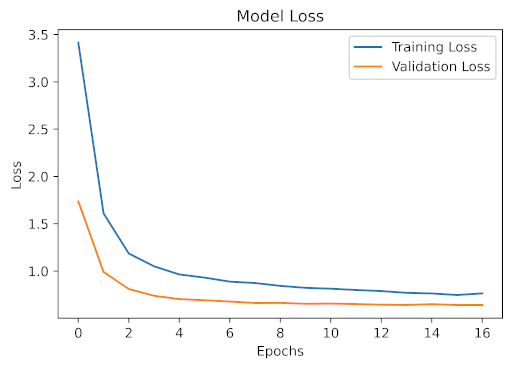 Model Loss
3.5
3.0
2.5
2.0
1.5
1.0
Loss
Training Loss
Validation Loss
0 2 4 6 8 10 12 14 16
Epochs